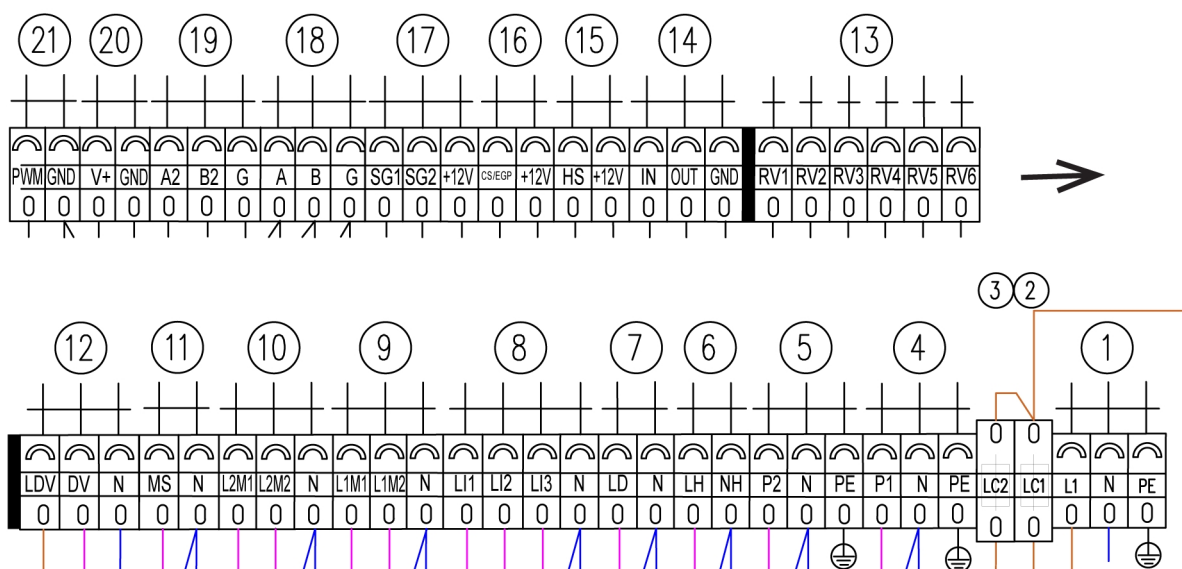 21 20 19 18 17 16 15 14 13
PWM GND V+ GND A2 B2 G A B G SG1 SG2 +12V CS/EGP +12V HS +12V IN OUT GND RV1 RV2 RV3 RV4 RV5 RV6
0 0 0 0 0 0 0 0 0 0 0 0 0 0 0 0 0 0 0 0 0 0 0 0 0 0
3 2
12 11 10 9 8 7 6 5 4 1
0 0
LDV DV N MS N L2M1 L2M2 N L1M1 L1M2 N LI1 LI2 LI3 N LD N LH NH P2 N PE P1 N PE LC2 LC1 L1 N PE
0 0 0 0 0 0 0 0 0 0 0 0 0 0 0 0 0 0 0 0 0 0 0 0 0 0 0 0 0 0